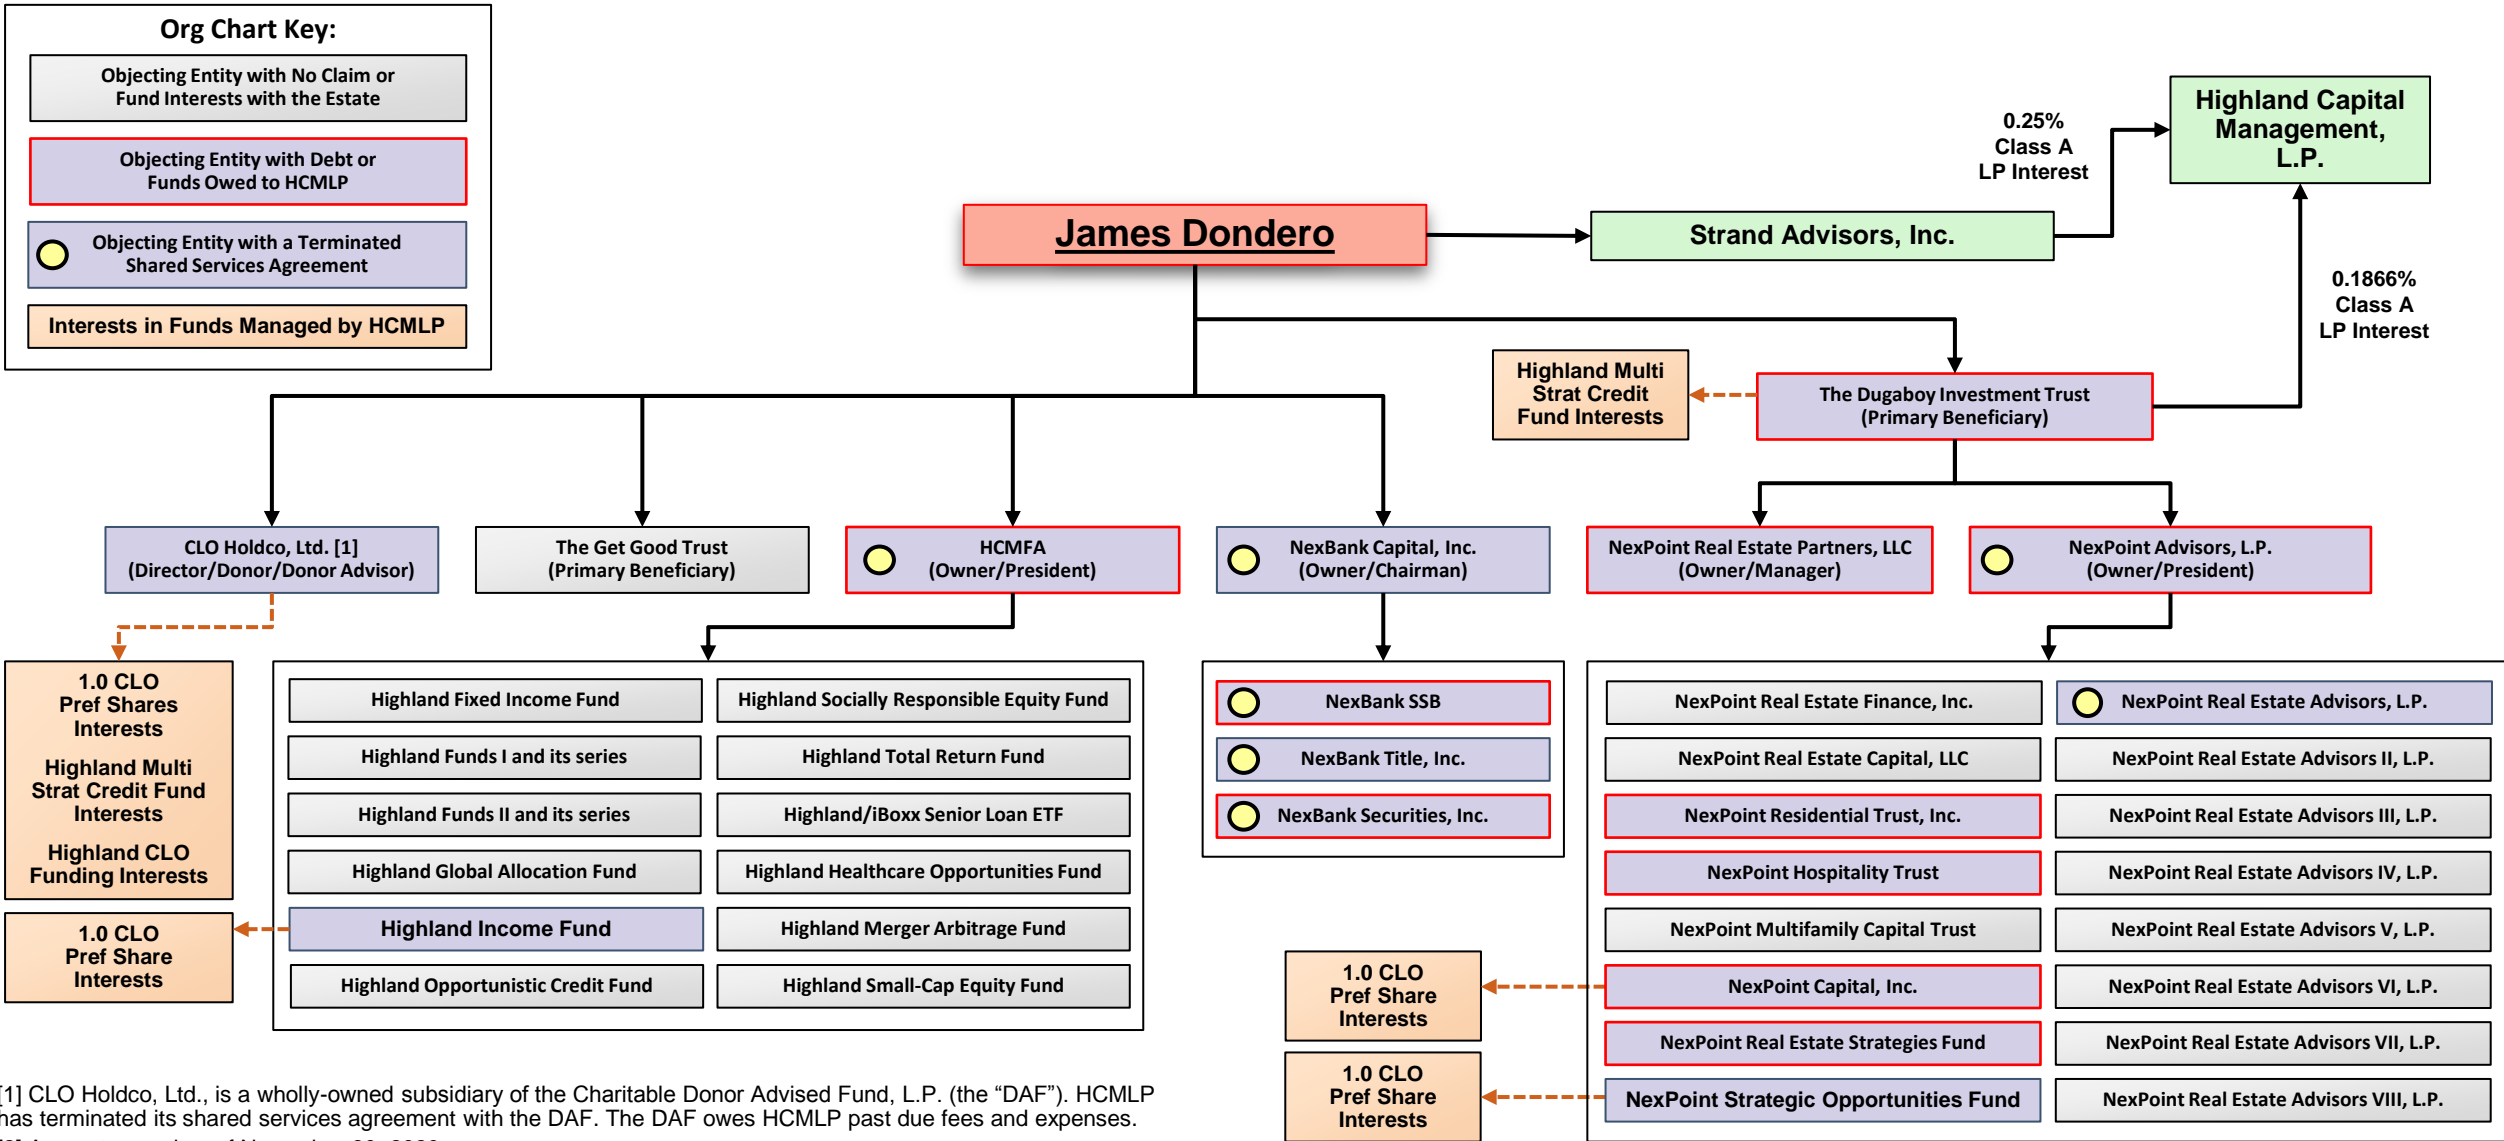 Org Chart Key:
Objecting Entity with No Claim or
Fund Interests with the Estate
Objecting Entity with Debt or
Funds Owed to HCMLP
Objecting Entity with a Terminated
Shared Services Agreement
Interests in Funds Managed by HCMLP
Highland Capital
Management,
L.P.
0.25%
Class A
LP Interest
James Dondero
Strand Advisors, Inc.
0.1866%
Class A
LP Interest
Highland Multi
Strat Credit
Fund Interests
The Dugaboy Investment Trust
(Primary Beneficiary)
CLO Holdco, Ltd. [1]
(Director/Donor/Donor Advisor)
The Get Good Trust
(Primary Beneficiary)
HCMFA
(Owner/President)
NexBank Capital, Inc.
(Owner/Chairman)
NexPoint Real Estate Partners, LLC
(Owner/Manager)
NexPoint Advisors, L.P.
(Owner/President)
1.0 CLO
Pref Shares
Interests
Highland Multi
Strat Credit Fund
Interests
Highland CLO
Funding Interests
1.0 CLO
Pref Share
Interests
Highland Fixed Income Fund
Highland Funds I and its series
Highland Funds II and its series
Highland Global Allocation Fund
Highland Income Fund
Highland Opportunistic Credit Fund
Highland Socially Responsible Equity Fund
Highland Total Return Fund
Highland/iBoxx Senior Loan ETF
Highland Healthcare Opportunities Fund
Highland Merger Arbitrage Fund
Highland Small-Cap Equity Fund
NexBank SSB
NexBank Title, Inc.
NexBank Securities, Inc.
1.0 CLO
Pref Share
Interests
1.0 CLO
Pref Share
Interests
NexPoint Real Estate Finance, Inc.
NexPoint Real Estate Capital, LLC
NexPoint Residential Trust, Inc.
NexPoint Hospitality Trust
NexPoint Multifamily Capital Trust
NexPoint Capital, Inc.
NexPoint Real Estate Strategies Fund
NexPoint Strategic Opportunities Fund
NexPoint Real Estate Advisors, L.P.
NexPoint Real Estate Advisors II, L.P.
NexPoint Real Estate Advisors III, L.P.
NexPoint Real Estate Advisors IV, L.P.
NexPoint Real Estate Advisors V, L.P.
NexPoint Real Estate Advisors VI, L.P.
NexPoint Real Estate Advisors VII, L.P.
NexPoint Real Estate Advisors VIII, L.P.
[1] CLO Holdco, Ltd., is a wholly-owned subsidiary of the Charitable Donor Advised Fund, L.P. (the “DAF”). HCMLP
has terminated its shared services agreement with the DAF. The DAF owes HCMLP past due fees and expenses.